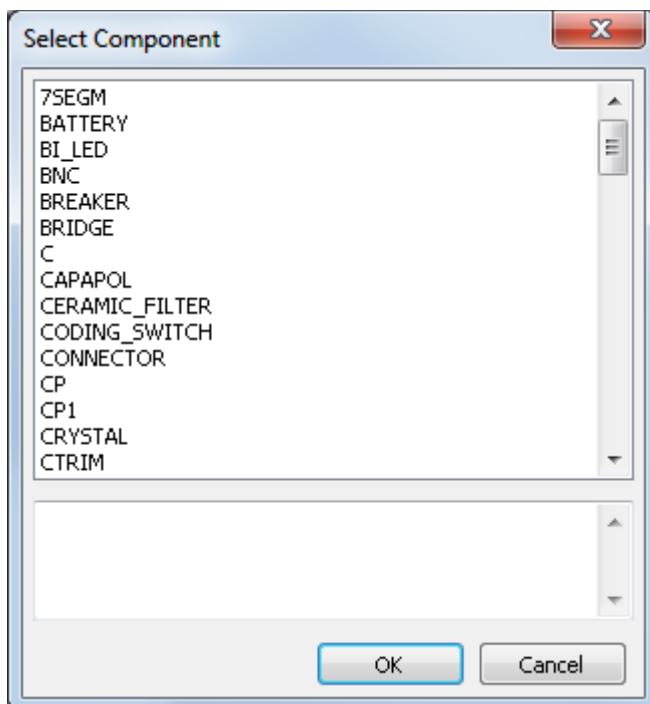 Select Component
7SEGM
BATTERY
BI_LED
BNC
BREAKER
BRIDGE
C
CAPAPOL
CERAMIC_FILTER
CODING_SWITCH
CONNECTOR
CP
CP1
CRYSTAL
CTRIM
OK Cancel